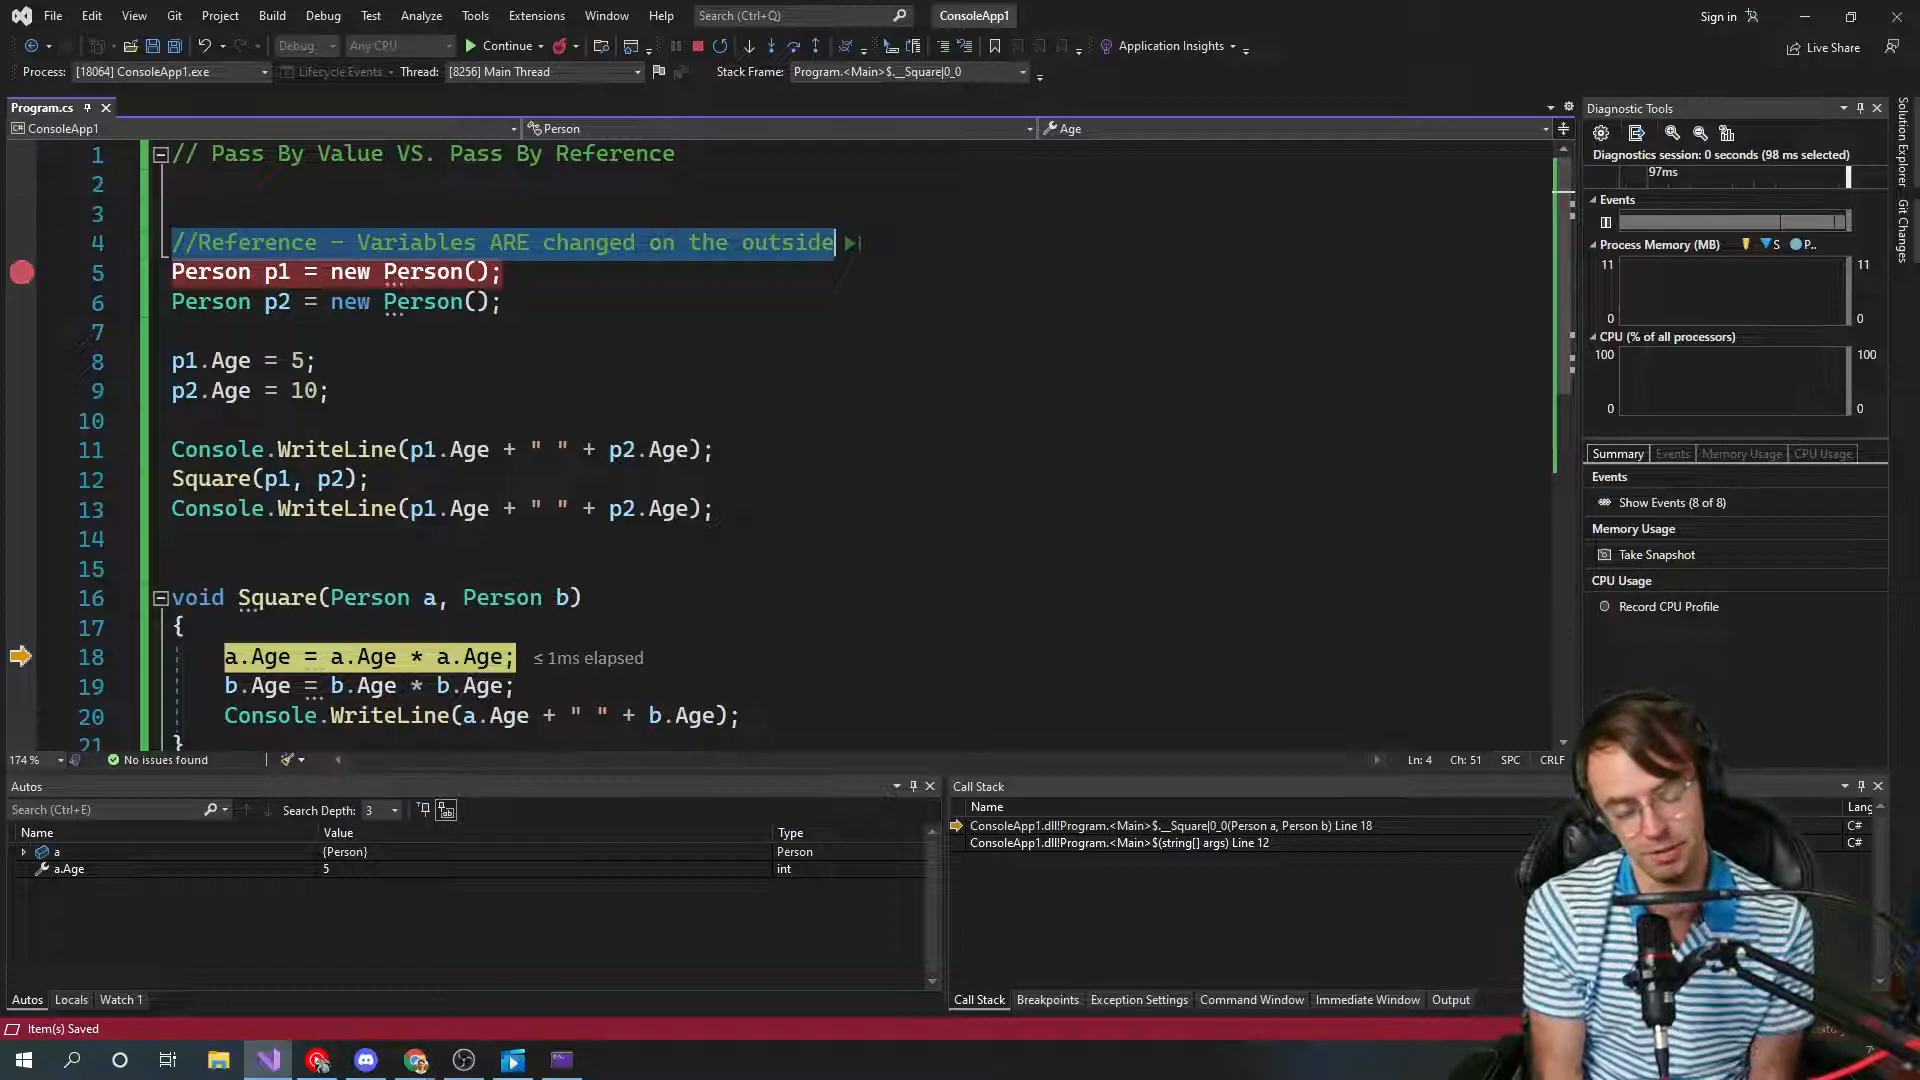 File Edit View Git Project Build Debug Test Analyze Tools Extensions Window Help Search (Ctrl+Q) ConsoleApp1 Sign in
Debug Any CPU Continue Application Insights Live Share
Process: [18064] ConsoleApp1.exe Lifecycle Events Thread: [8256] Main Thread Stack Frame: Program.<Main>$.__Square|0_0
Program.cs
ConsoleApp1 Person Age
1 // Pass By Value VS. Pass By Reference
2
3
4 //Reference - Variables ARE changed on the outside
5 Person p1 = new Person();
6 Person p2 = new Person();
7
8 p1.Age = 5;
9 p2.Age = 10;
10
11 Console.WriteLine(p1.Age + " " + p2.Age);
12 Square(p1, p2);
13 Console.WriteLine(p1.Age + " " + p2.Age);
14
15
16 void Square(Person a, Person b)
17 {
18 a.Age = a.Age * a.Age; ≤ 1ms elapsed
19 b.Age = b.Age * b.Age;
20 Console.WriteLine(a.Age + " " + b.Age);
21 }
174 % No issues found Ln: 4 Ch: 51 SPC CRLF
Diagnostic Tools
Diagnostics session: 0 seconds (98 ms selected)
97ms
Events
Process Memory (MB) S P..
11 11
0 0
CPU (% of all processors)
100 100
0 0
Summary Events Memory Usage CPU Usage
Events
Show Events (8 of 8)
Memory Usage
Take Snapshot
CPU Usage
Record CPU Profile
Solution Explorer
Git Changes
Autos
Search (Ctrl+E) Search Depth: 3
Name Value Type
a {Person} Person
a.Age 5 int
Autos Locals Watch 1
Call Stack
Name Lang
ConsoleApp1.dll!Program.<Main>$.__Square|0_0(Person a, Person b) Line 18 C#
ConsoleApp1.dll!Program.<Main>$(string[] args) Line 12 C#
Call Stack Breakpoints Exception Settings Command Window Immediate Window Output
Item(s) Saved